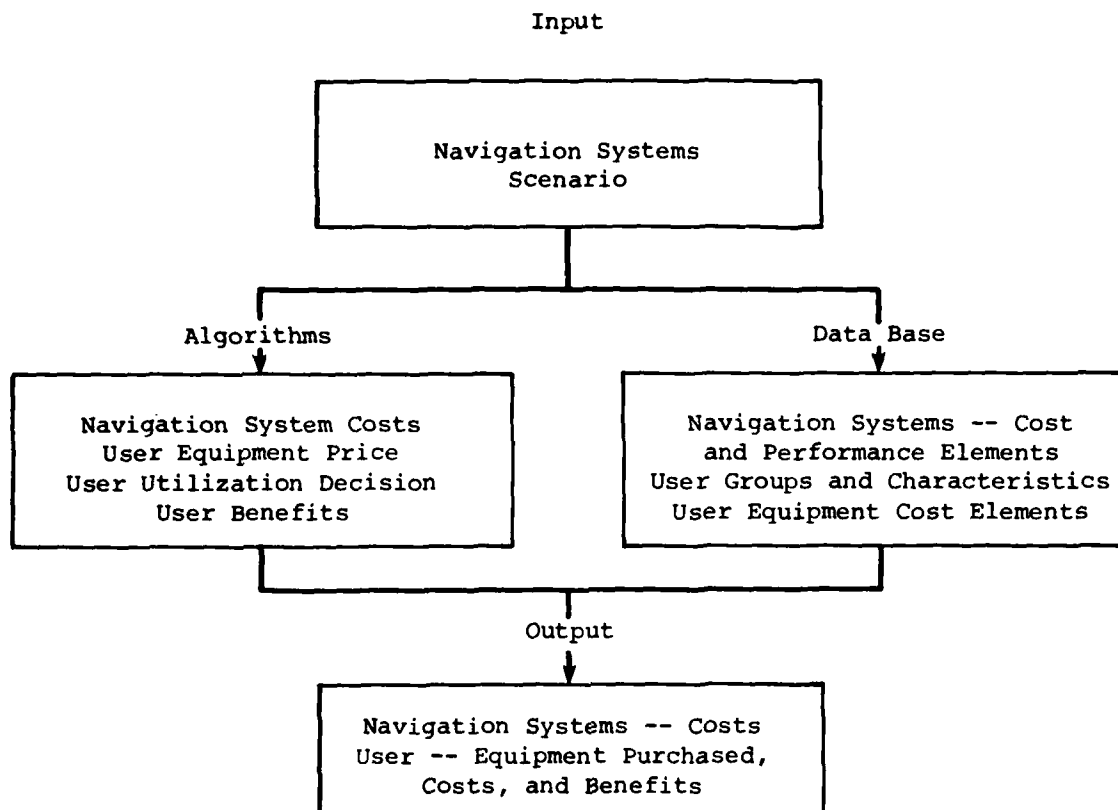 Input
Navigation Systems
Scenario
Algorithms
Data Base
Navigation System Costs
User Equipment Price
User Utilization Decision
User Benefits
Navigation Systems -- Cost
and Performance Elements
User Groups and Characteristics
User Equipment Cost Elements
Output
Navigation Systems -- Costs
User -- Equipment Purchased,
Costs, and Benefits